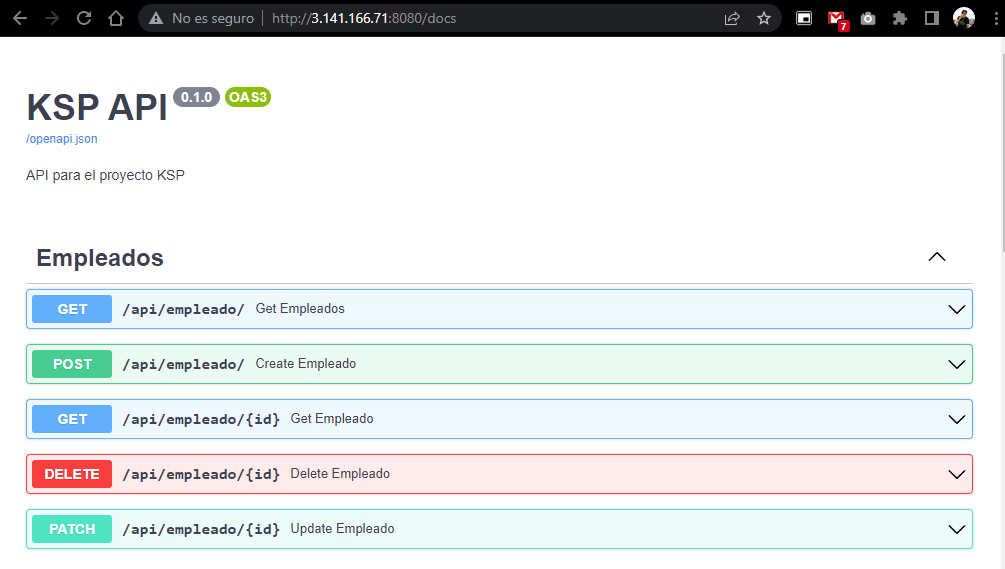 No es seguro http://3.141.166.71:8080/docs
7
KSP API 0.1.0 OAS3
/openapi.json
API para el proyecto KSP
Empleados
GET /api/empleado/ Get Empleados
POST /api/empleado/ Create Empleado
GET /api/empleado/{id} Get Empleado
DELETE /api/empleado/{id} Delete Empleado
PATCH /api/empleado/{id} Update Empleado